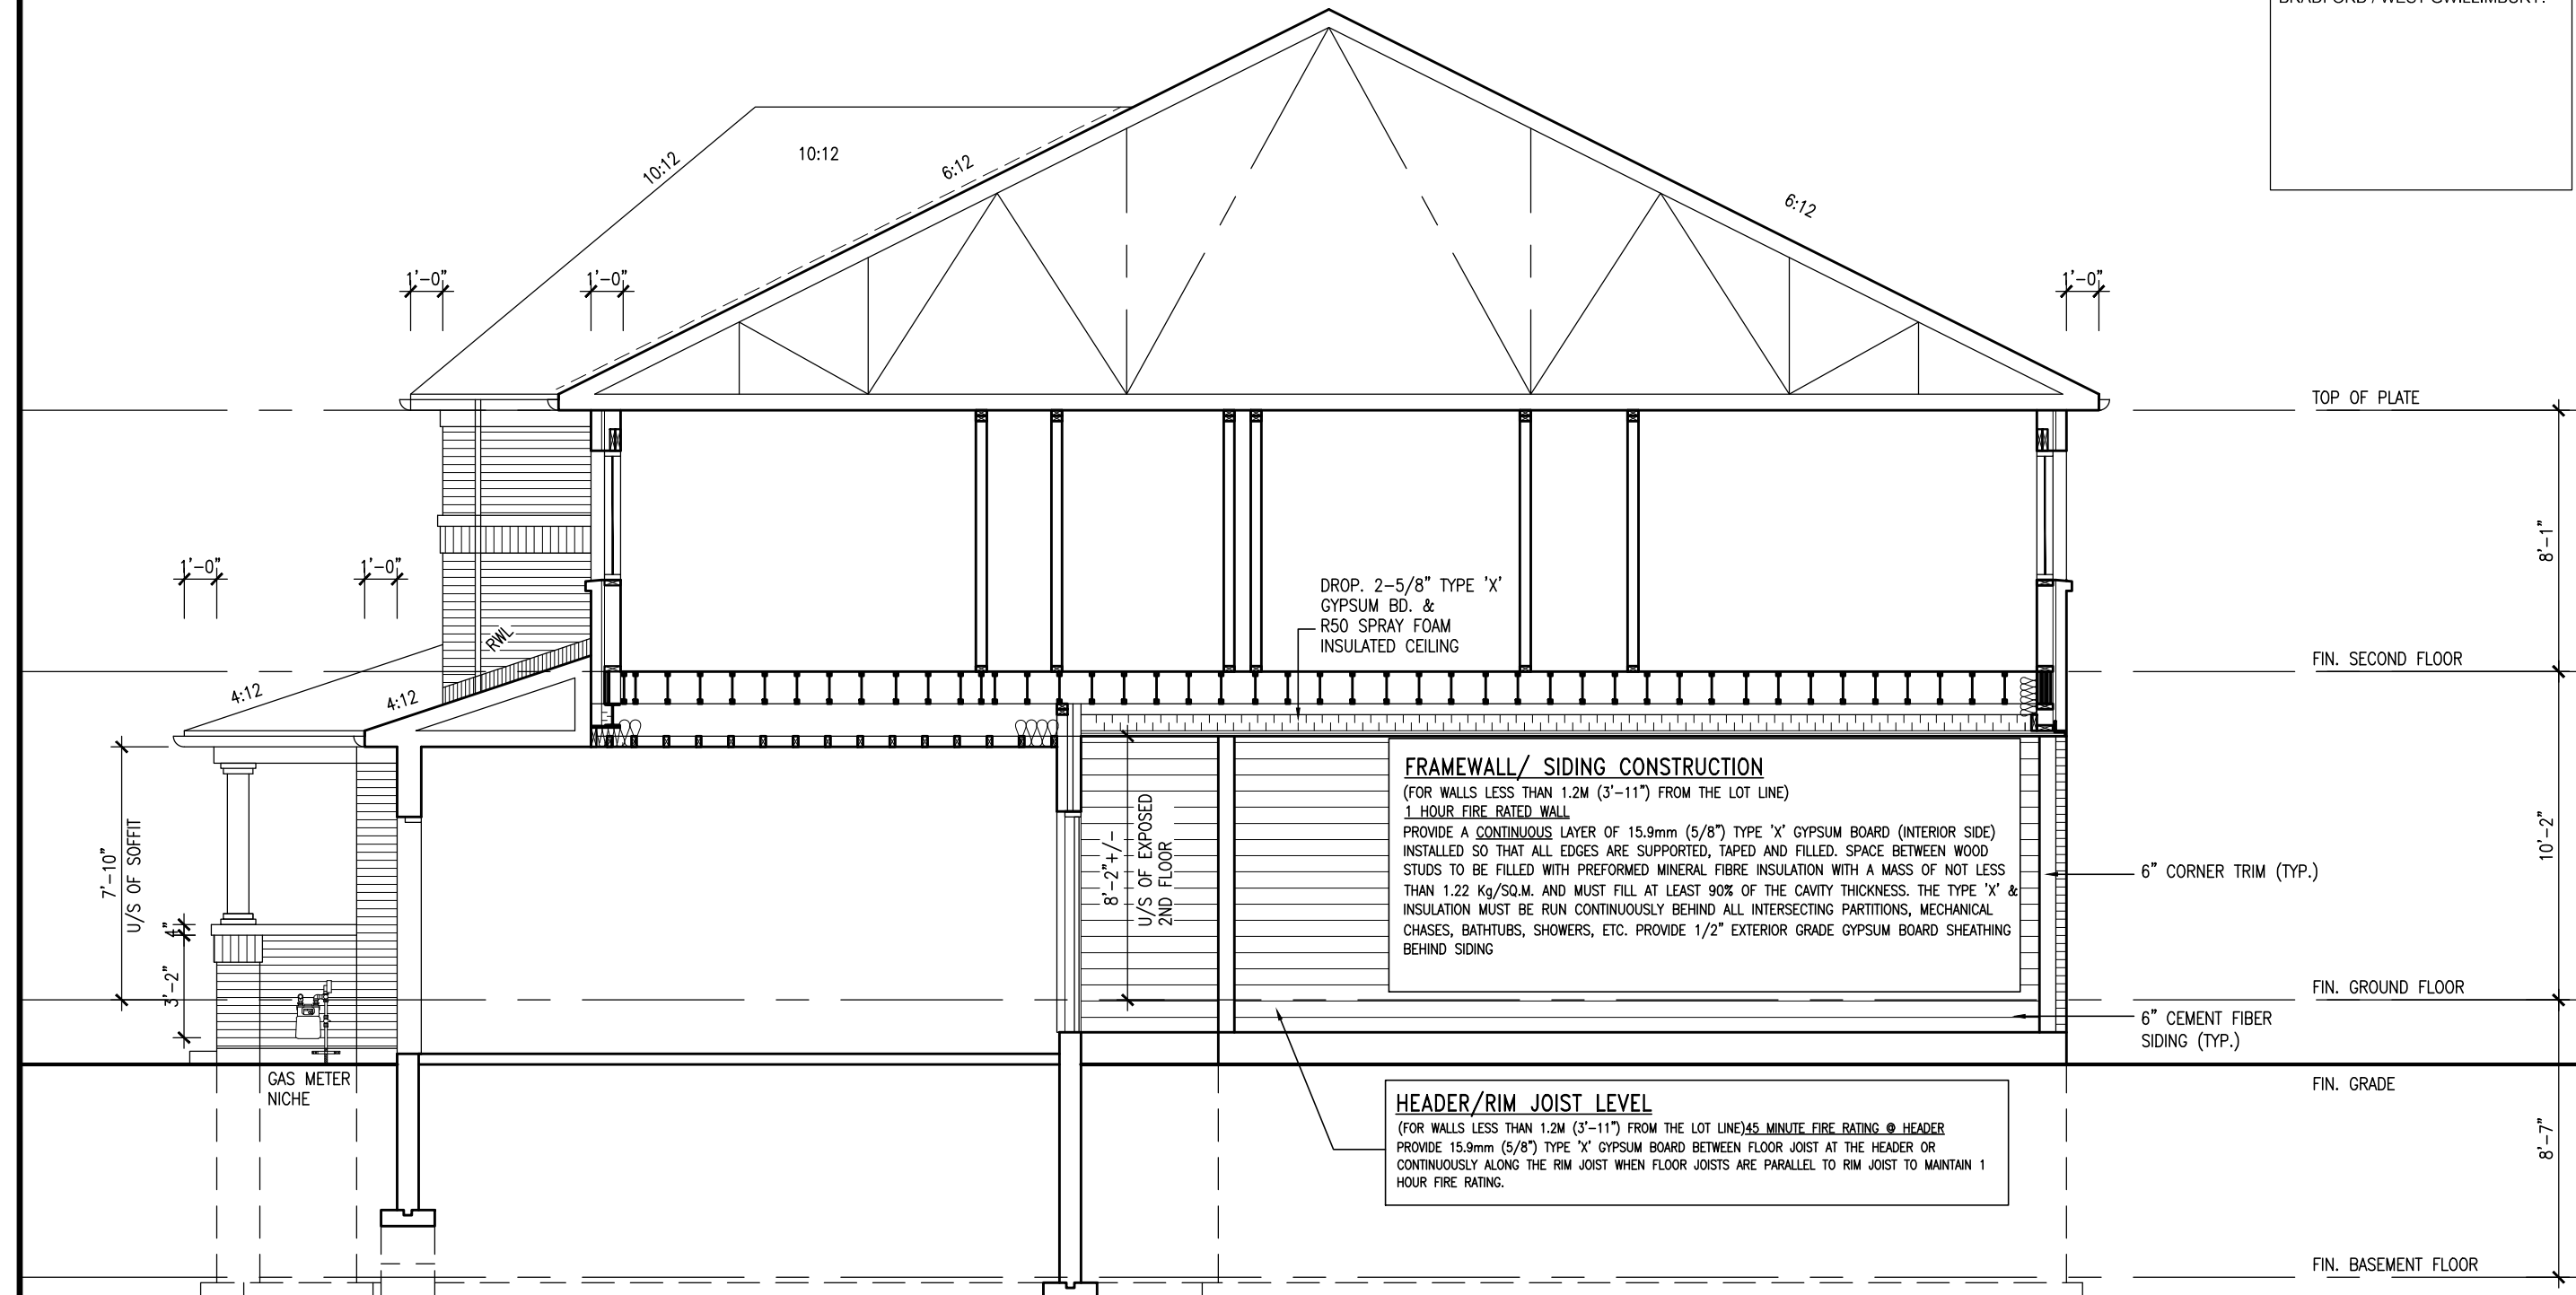 BRADFORD / WEST GWILLIMBURY.
10:12
10:12
6:12
6:12
1'-0"
1'-0"
1'-0"
TOP OF PLATE
8'-1"
1'-0"
1'-0"
DROP. 2-5/8" TYPE 'X'
GYPSUM BD. &
R50 SPRAY FOAM
INSULATED CEILING
RWL
FIN. SECOND FLOOR
4:12
4:12
7'-10"
U/S OF SOFFIT
4"
3'-2"
8'-2"+/-
U/S OF EXPOSED
2ND FLOOR
FRAMEWALL/ SIDING CONSTRUCTION
(FOR WALLS LESS THAN 1.2M (3'-11") FROM THE LOT LINE)
1 HOUR FIRE RATED WALL
PROVIDE A CONTINUOUS LAYER OF 15.9mm (5/8") TYPE 'X' GYPSUM BOARD (INTERIOR SIDE)
INSTALLED SO THAT ALL EDGES ARE SUPPORTED, TAPED AND FILLED. SPACE BETWEEN WOOD
STUDS TO BE FILLED WITH PREFORMED MINERAL FIBRE INSULATION WITH A MASS OF NOT LESS
THAN 1.22 Kg/SQ.M. AND MUST FILL AT LEAST 90% OF THE CAVITY THICKNESS. THE TYPE 'X' &
INSULATION MUST BE RUN CONTINUOUSLY BEHIND ALL INTERSECTING PARTITIONS, MECHANICAL
CHASES, BATHTUBS, SHOWERS, ETC. PROVIDE 1/2" EXTERIOR GRADE GYPSUM BOARD SHEATHING
BEHIND SIDING
10'-2"
6" CORNER TRIM (TYP.)
FIN. GROUND FLOOR
6" CEMENT FIBER
SIDING (TYP.)
GAS METER
NICHE
FIN. GRADE
HEADER/RIM JOIST LEVEL
(FOR WALLS LESS THAN 1.2M (3'-11") FROM THE LOT LINE)45 MINUTE FIRE RATING @ HEADER
PROVIDE 15.9mm (5/8") TYPE 'X' GYPSUM BOARD BETWEEN FLOOR JOIST AT THE HEADER OR
CONTINUOUSLY ALONG THE RIM JOIST WHEN FLOOR JOISTS ARE PARALLEL TO RIM JOIST TO MAINTAIN 1
HOUR FIRE RATING.
8'-7"
FIN. BASEMENT FLOOR